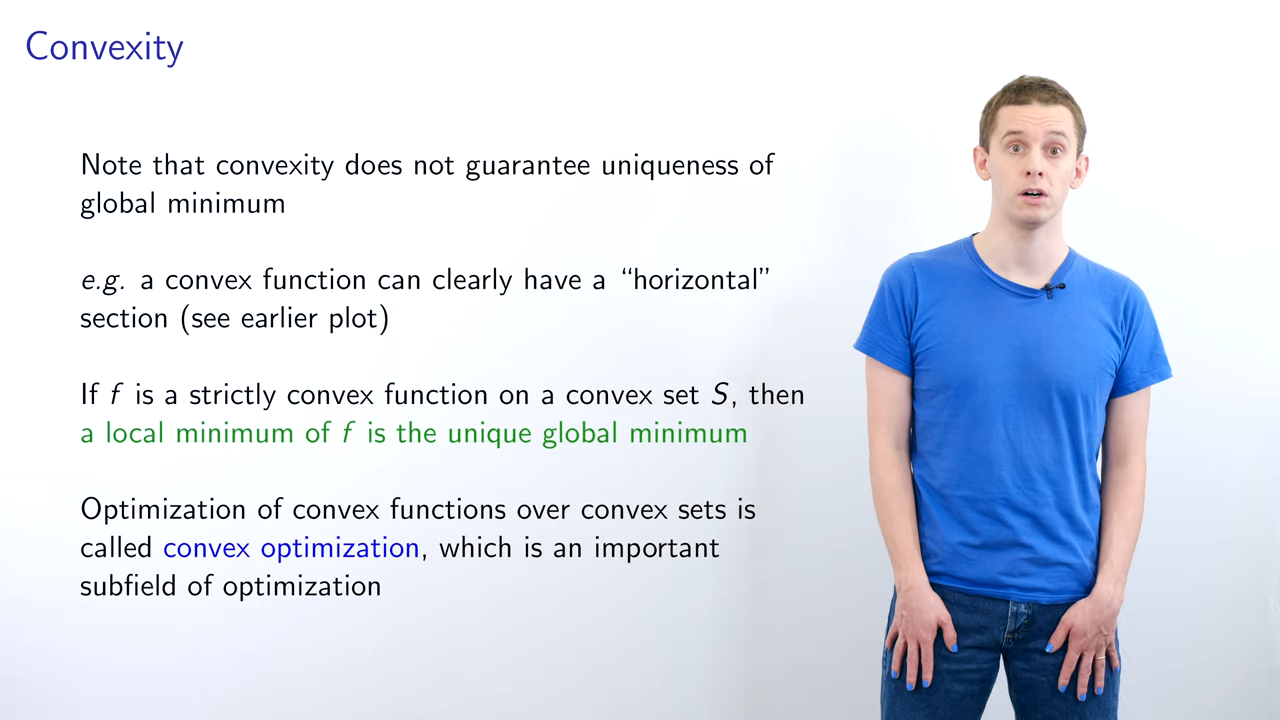 Convexity
Note that convexity does not guarantee uniqueness of
global minimum
e.g. a convex function can clearly have a “horizontal”
section (see earlier plot)
If f is a strictly convex function on a convex set S, then
a local minimum of f is the unique global minimum
Optimization of convex functions over convex sets is
called convex optimization, which is an important
subfield of optimization